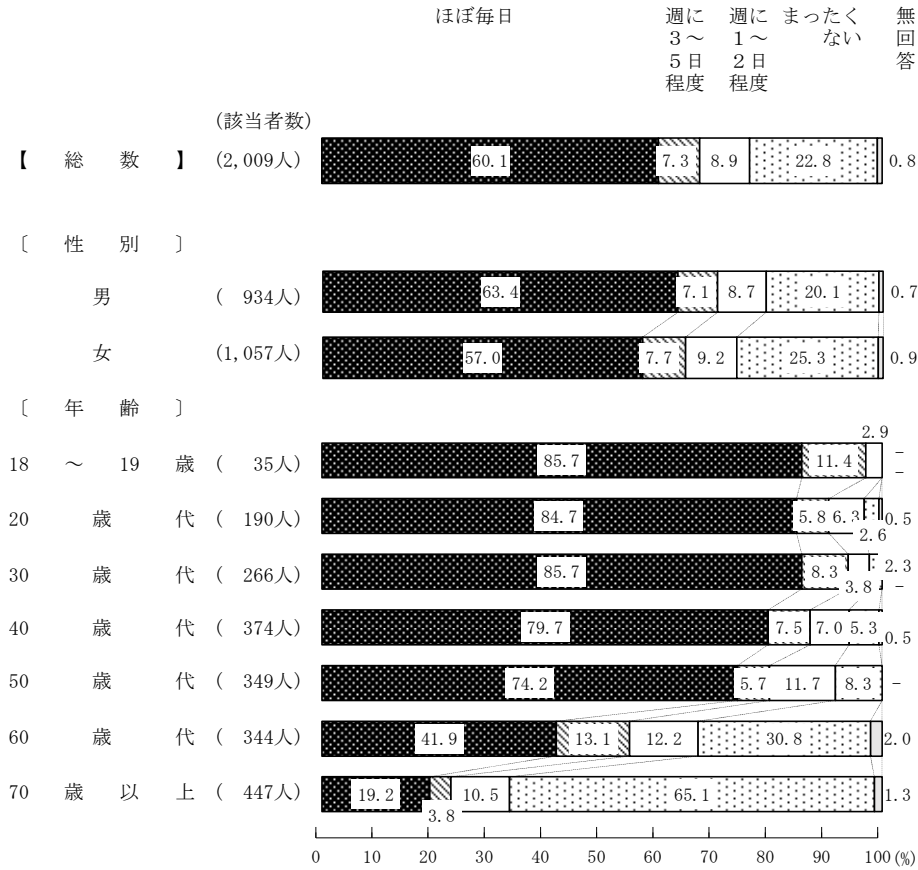 ほぼ毎日 週に3～5日程度 週に1～2日程度 まったくない 無回答
(該当者数)
【 総 数 】 (2,009人) 60.1 7.3 8.9 22.8 0.8
〔 性 別 〕
男 ( 934人) 63.4 7.1 8.7 20.1 0.7
女 (1,057人) 57.0 7.7 9.2 25.3 0.9
〔 年 齢 〕
18 ～ 19 歳 ( 35人) 85.7 11.4 2.9 - -
20 歳 代 ( 190人) 84.7 5.8 6.3 2.6 0.5
30 歳 代 ( 266人) 85.7 8.3 3.8 2.3 -
40 歳 代 ( 374人) 79.7 7.5 7.0 5.3 0.5
50 歳 代 ( 349人) 74.2 5.7 11.7 8.3 -
60 歳 代 ( 344人) 41.9 13.1 12.2 30.8 2.0
70 歳 以 上 ( 447人) 19.2 3.8 10.5 65.1 1.3
0 10 20 30 40 50 60 70 80 90 100 (%)